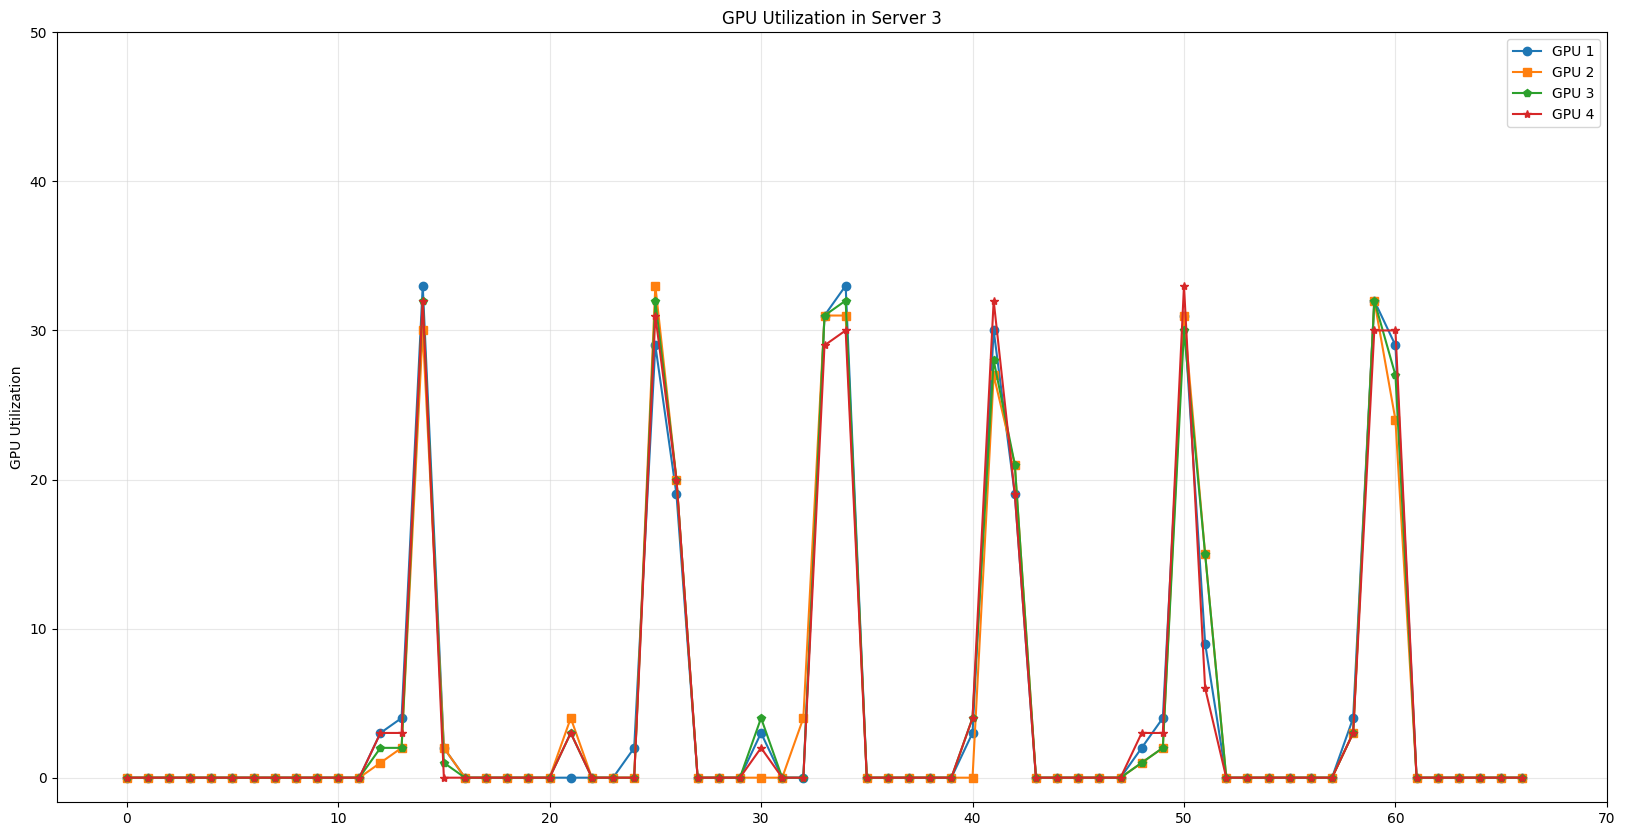 GPU Utilization in Server 3
50
40
30
20
10
0
GPU Utilization
GPU 1
GPU 2
GPU 3
GPU 4
0 10 20 30 40 50 60 70